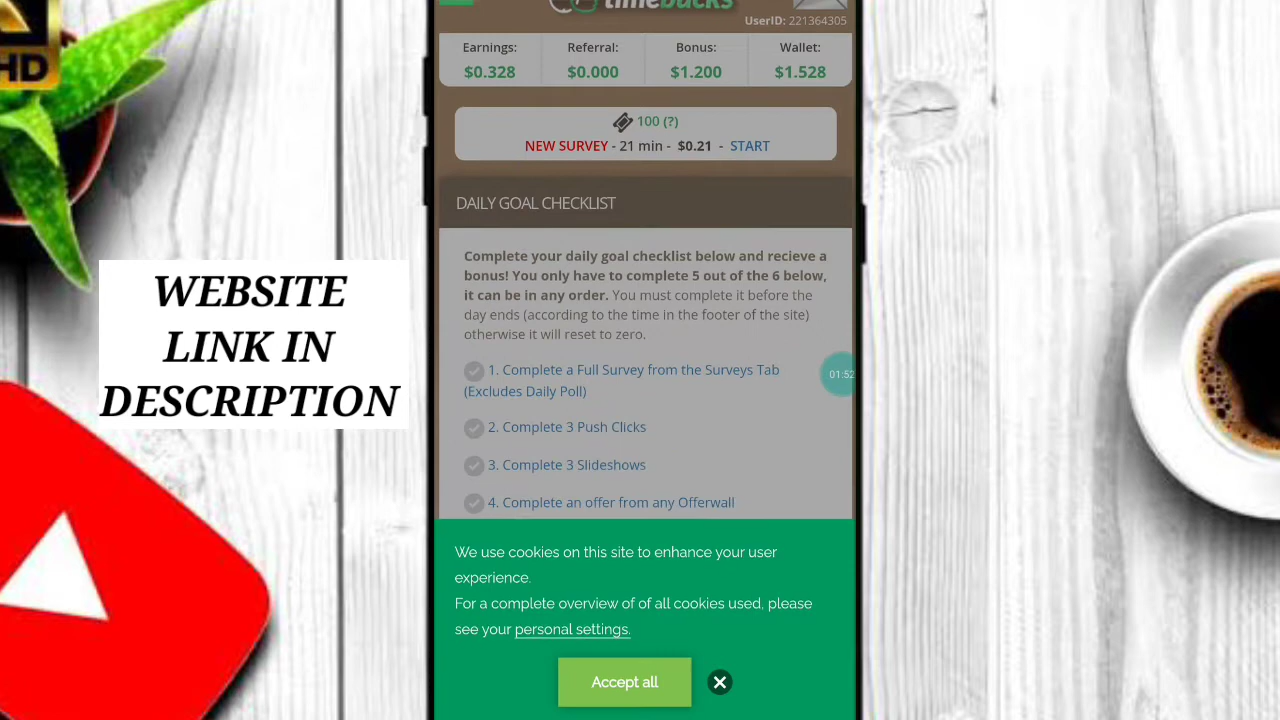 HD
timebucks
UserID: 221364305
Earnings: Referral: Bonus: Wallet:
$0.328 $0.000 $1.200 $1.528
100 (?)
NEW SURVEY - 21 min - $0.21 - START
DAILY GOAL CHECKLIST
Complete your daily goal checklist below and recieve a
bonus! You only have to complete 5 out of the 6 below,
it can be in any order. You must complete it before the
day ends (according to the time in the footer of the site)
otherwise it will reset to zero.
1. Complete a Full Survey from the Surveys Tab
(Excludes Daily Poll)
01:52
2. Complete 3 Push Clicks
3. Complete 3 Slideshows
4. Complete an offer from any Offerwall
We use cookies on this site to enhance your user
experience.
For a complete overview of of all cookies used, please
see your personal settings.
Accept all
WEBSITE
LINK IN
DESCRIPTION